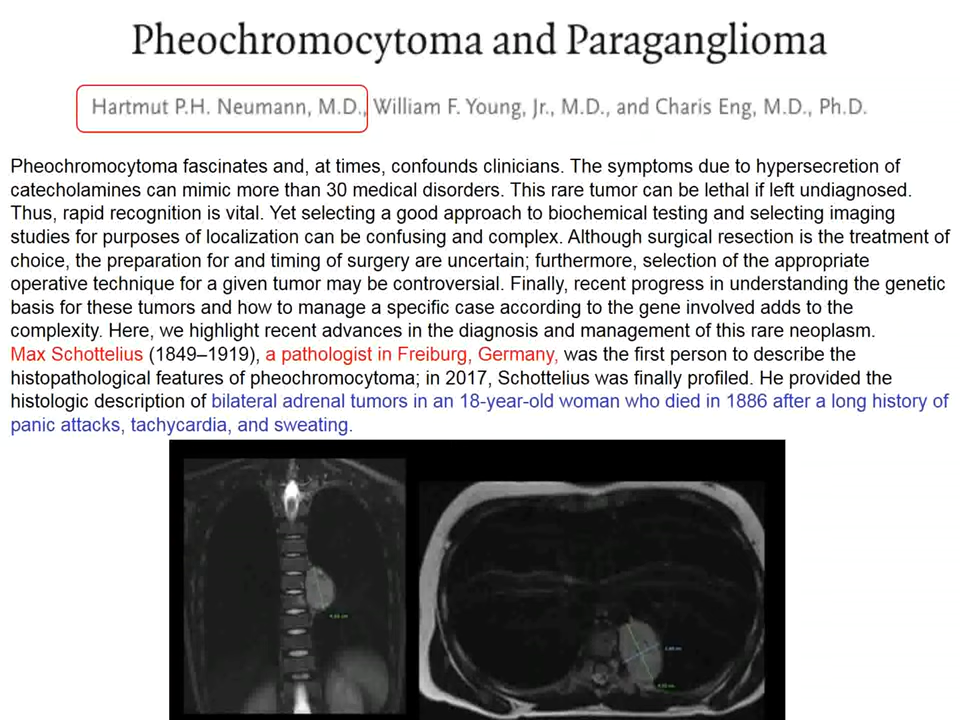 Pheochromocytoma and Paraganglioma
Hartmut P.H. Neumann, M.D., William F. Young, Jr., M.D., and Charis Eng, M.D., Ph.D.
Pheochromocytoma fascinates and, at times, confounds clinicians. The symptoms due to hypersecretion of
catecholamines can mimic more than 30 medical disorders. This rare tumor can be lethal if left undiagnosed.
Thus, rapid recognition is vital. Yet selecting a good approach to biochemical testing and selecting imaging
studies for purposes of localization can be confusing and complex. Although surgical resection is the treatment of
choice, the preparation for and timing of surgery are uncertain; furthermore, selection of the appropriate
operative technique for a given tumor may be controversial. Finally, recent progress in understanding the genetic
basis for these tumors and how to manage a specific case according to the gene involved adds to the
complexity. Here, we highlight recent advances in the diagnosis and management of this rare neoplasm.
Max Schottelius (1849–1919), a pathologist in Freiburg, Germany, was the first person to describe the
histopathological features of pheochromocytoma; in 2017, Schottelius was finally profiled. He provided the
histologic description of bilateral adrenal tumors in an 18-year-old woman who died in 1886 after a long history of
panic attacks, tachycardia, and sweating.